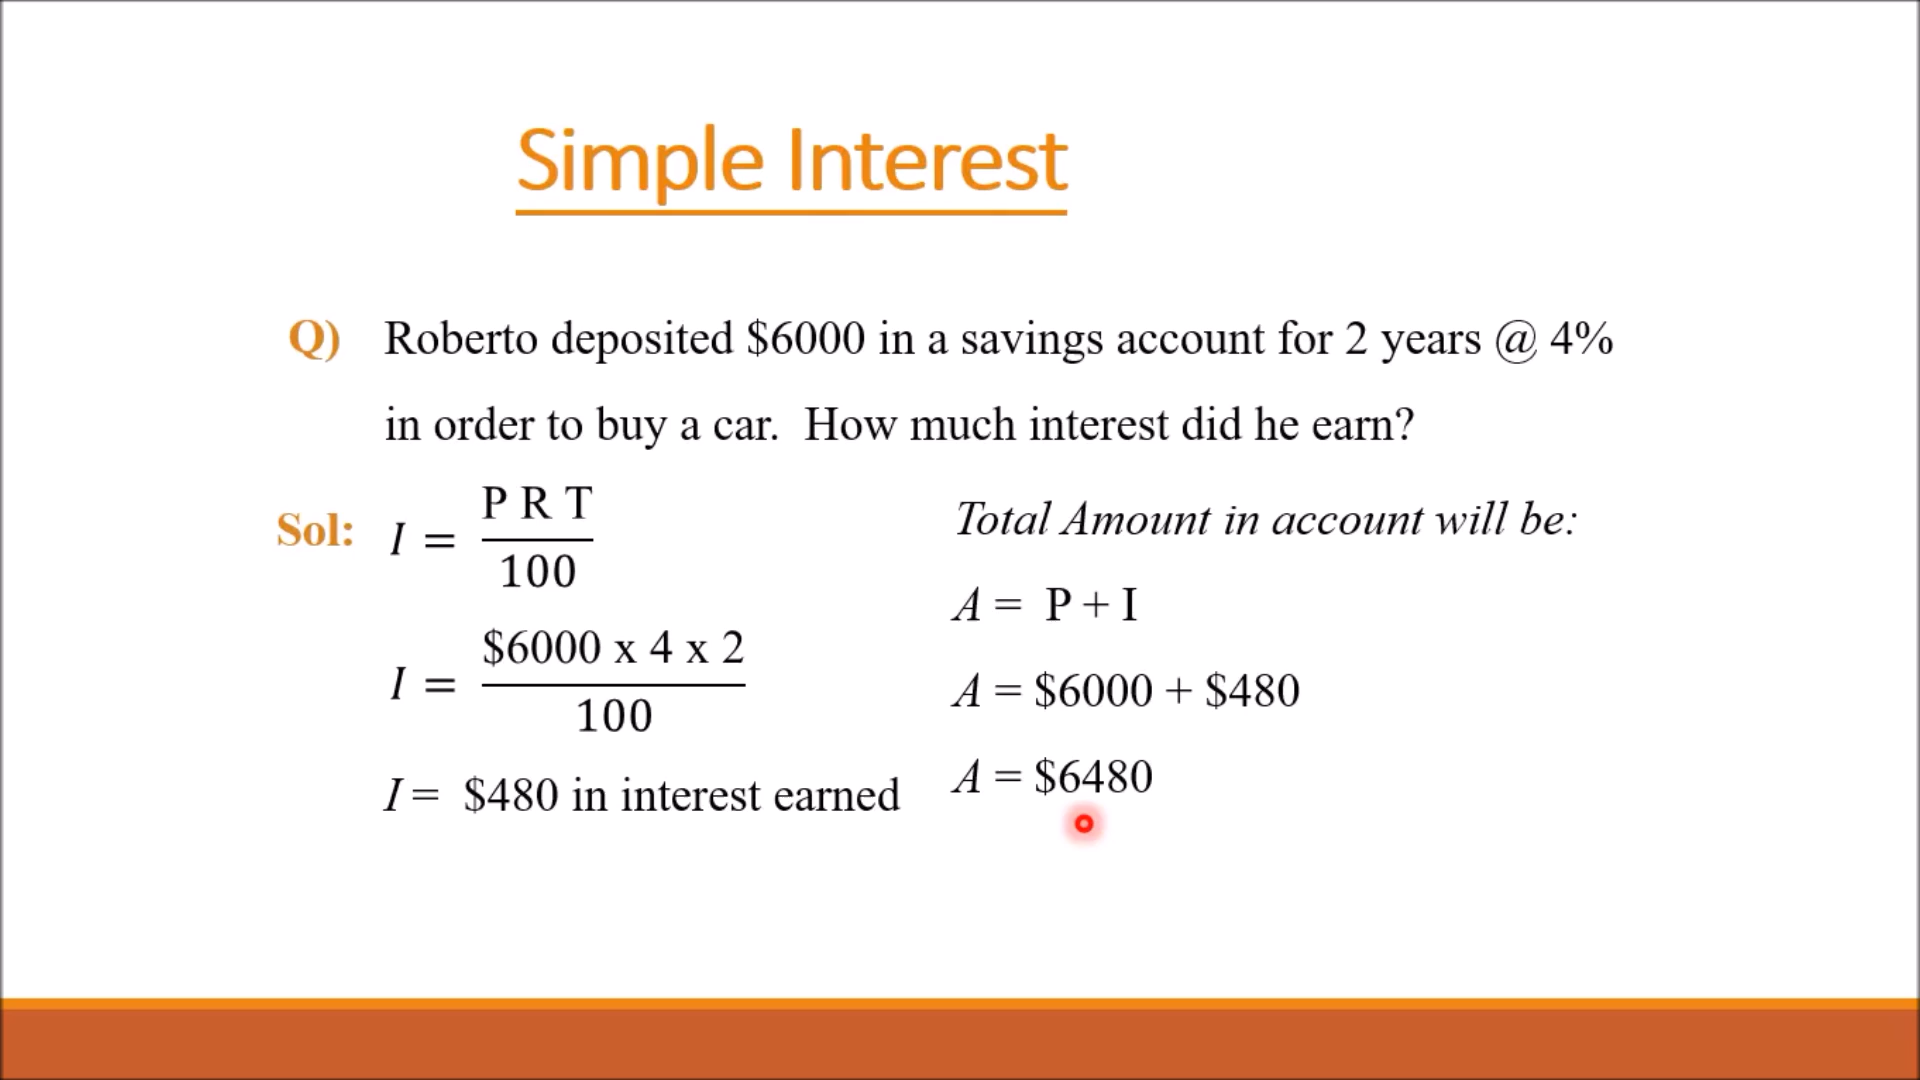 Simple Interest
Q) Roberto deposited $6000 in a savings account for 2 years @ 4%
in order to buy a car. How much interest did he earn?
Sol: I = P R T / 100
I = $6000 x 4 x 2 / 100
I = $480 in interest earned
Total Amount in account will be:
A = P + I
A = $6000 + $480
A = $6480